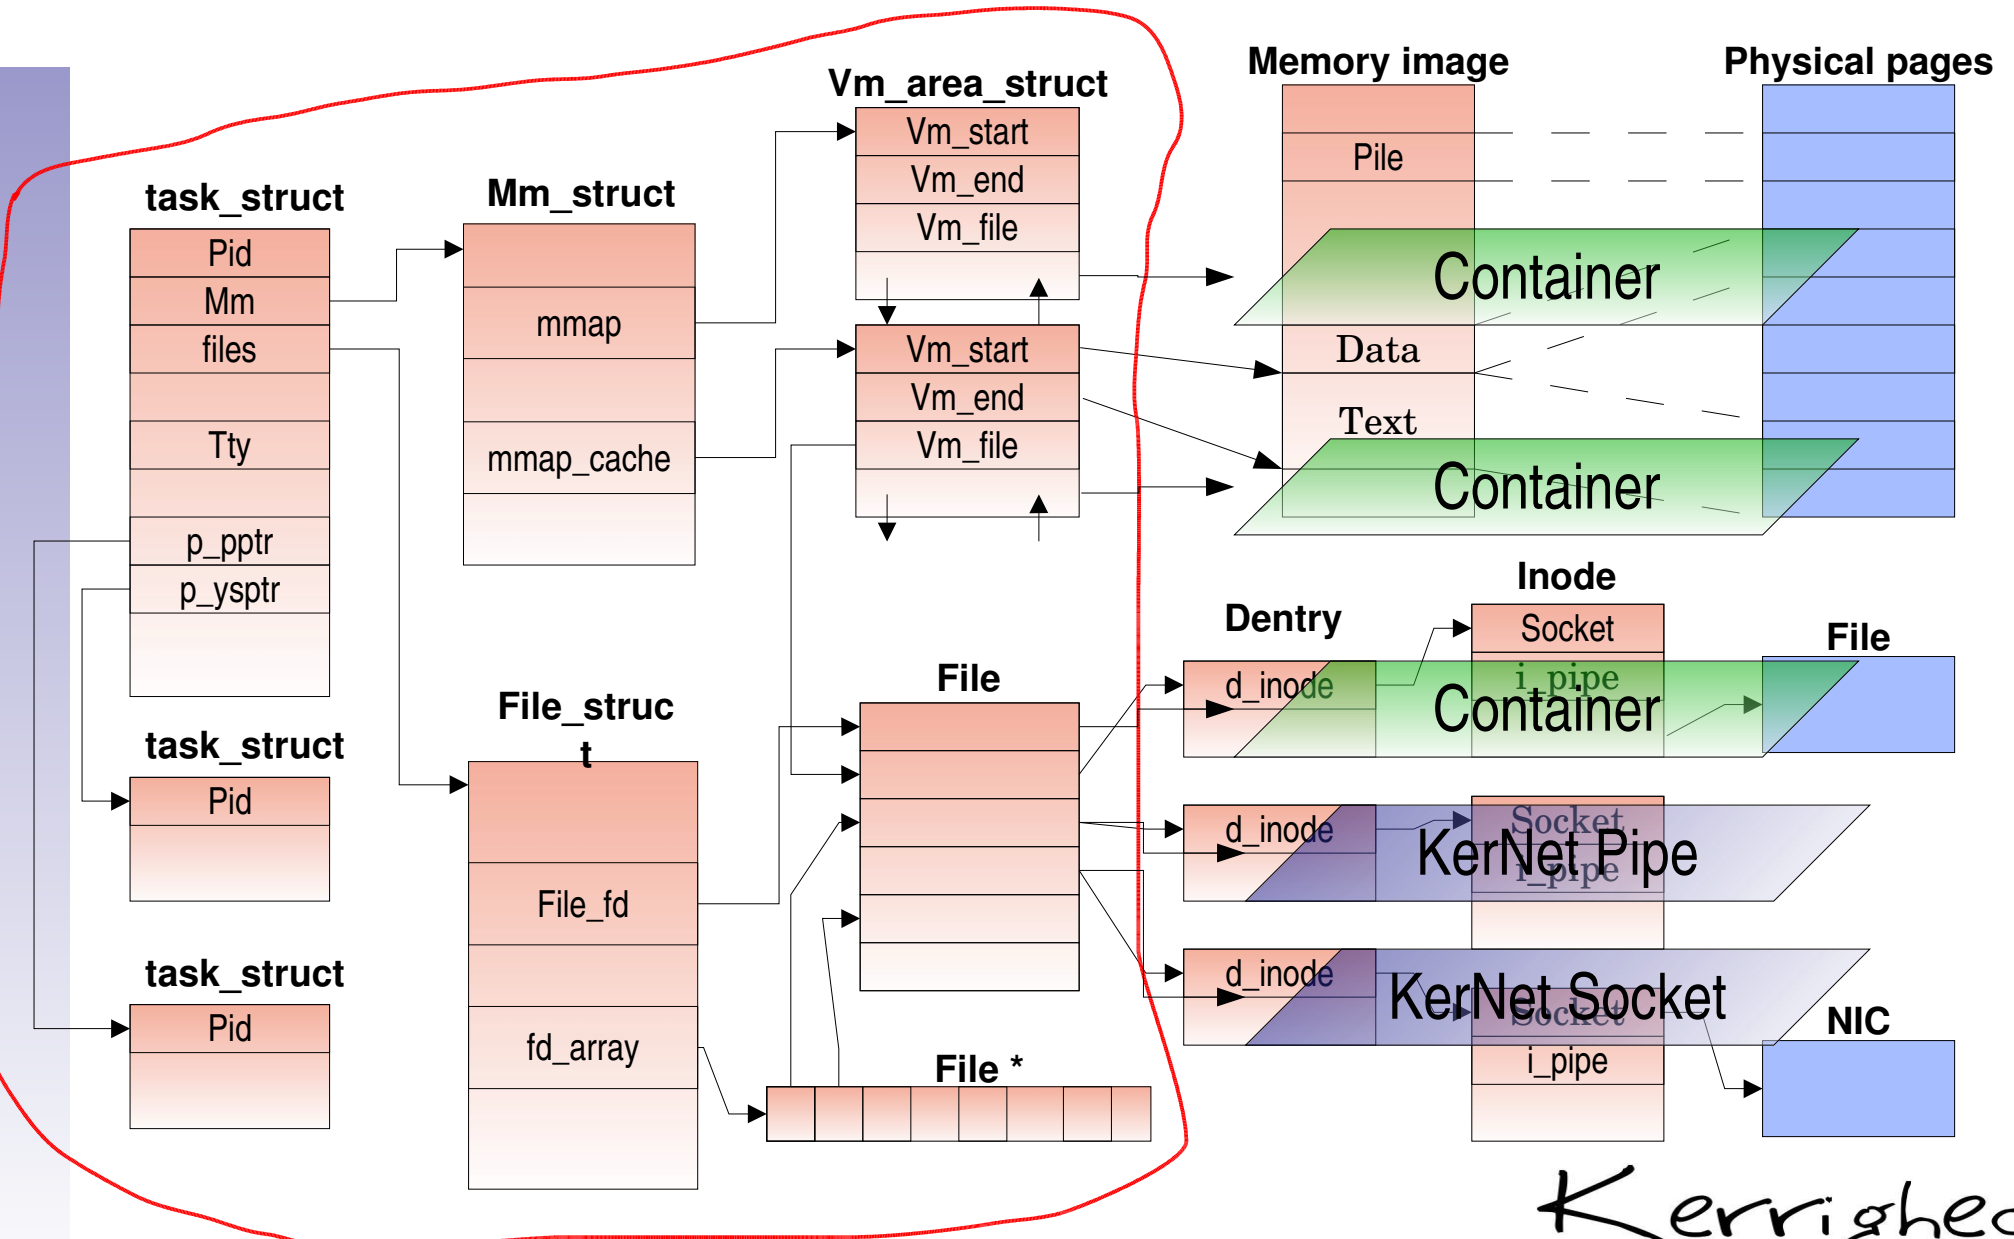 Memory image
Physical pages
Vm_area_struct
Vm_start
Vm_end
Vm_file
Pile
task_struct
Pid
Mm
files
Tty
p_pptr
p_ysptr
Mm_struct
mmap
mmap_cache
Container
Vm_start
Vm_end
Vm_file
Data
Text
Container
task_struct
Pid
task_struct
Pid
File_struc
t
File_fd
fd_array
File
File *
Dentry
Inode
File
d_inode
Socket
i_pipe
Container
d_inode
Socket
i_pipe
KerNet Pipe
d_inode
Socket
i_pipe
KerNet Socket
NIC
Kerrighed